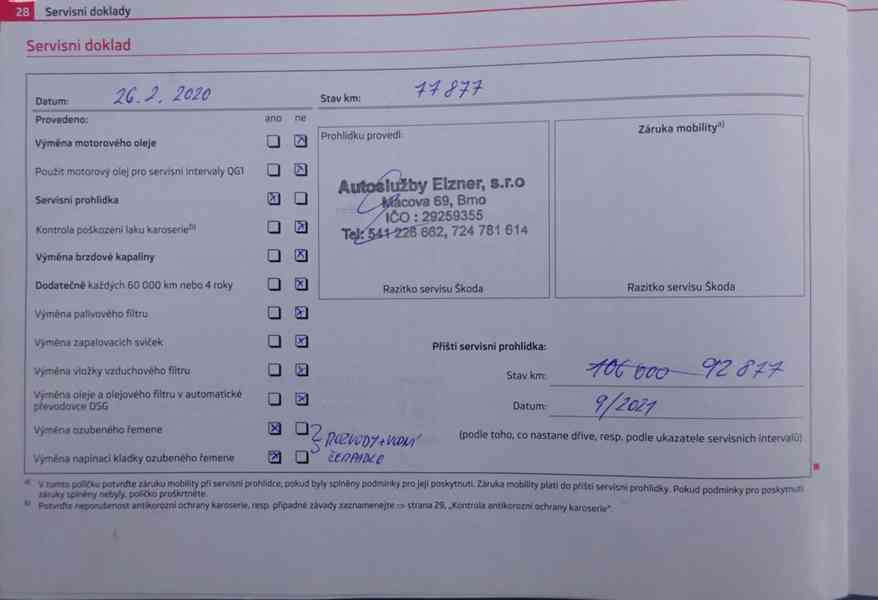 28 Servisní doklady
Servisní doklad
Datum: 26.2. 2020 Stav km: 77 877
Provedeno: ano ne
Výměna motorového oleje
Použit motorový olej pro servisní intervaly QG1
Servisní prohlídka
Kontrola poškození laku karoserie b)
Výměna brzdové kapaliny
Dodatečně každých 60 000 km nebo 4 roky
Výměna palivového filtru
Výměna zapalovacích svíček
Výměna vložky vzduchového filtru
Výměna oleje a olejového filtru v automatické
převodovce DSG
Výměna ozubeného řemene
Výměna napínací kladky ozubeného řemene
ROZVODY + VODNÍ
ČERPADLO
Prohlídku provedl:
Autoslužby Elzner, s.r.o
Mácova 69, Brno
IČO : 29259355
Tel: 541 226 662, 724 781 614
Razítko servisu Škoda
Záruka mobility a)
Razítko servisu Škoda
Příští servisní prohlídka:
Stav km: 106 000 92 877
Datum: 9/2021
(podle toho, co nastane dříve, resp. podle ukazatele servisních intervalů)
a) V tomto políčku potvrďte záruku mobility při servisní prohlídce, pokud byly splněny podmínky pro její poskytnutí. Záruka mobility platí do příští servisní prohlídky. Pokud podmínky pro poskytnutí
záruky splněny nebyly, políčko proškrtněte.
b) Potvrďte neporušenost antikorozní ochrany karoserie, resp. případné závady zaznamenejte ⇒ strana 29, „Kontrola antikorozní ochrany karoserie“.